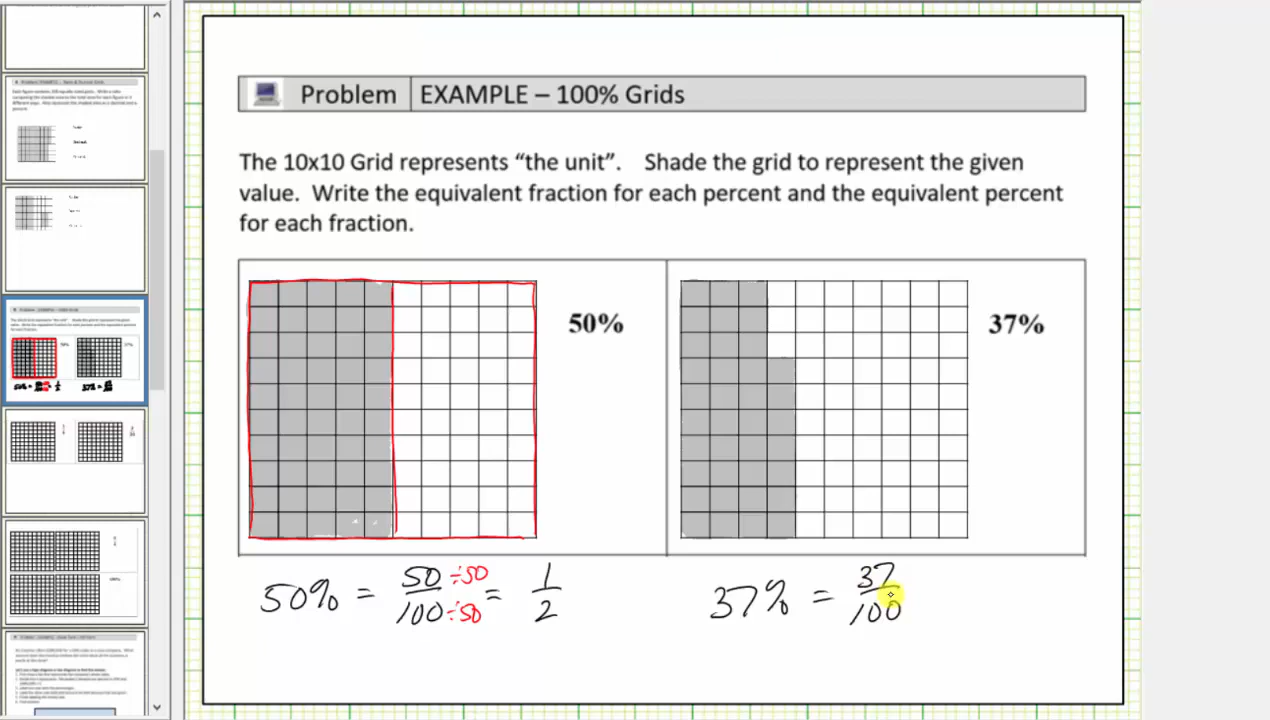 Problem EXAMPLE – 100% Grids
The 10x10 Grid represents “the unit”. Shade the grid to represent the given
value. Write the equivalent fraction for each percent and the equivalent percent
for each fraction.
50%
37%
50% = 50/100 ÷50/÷50 = 1/2
37% = 37/100